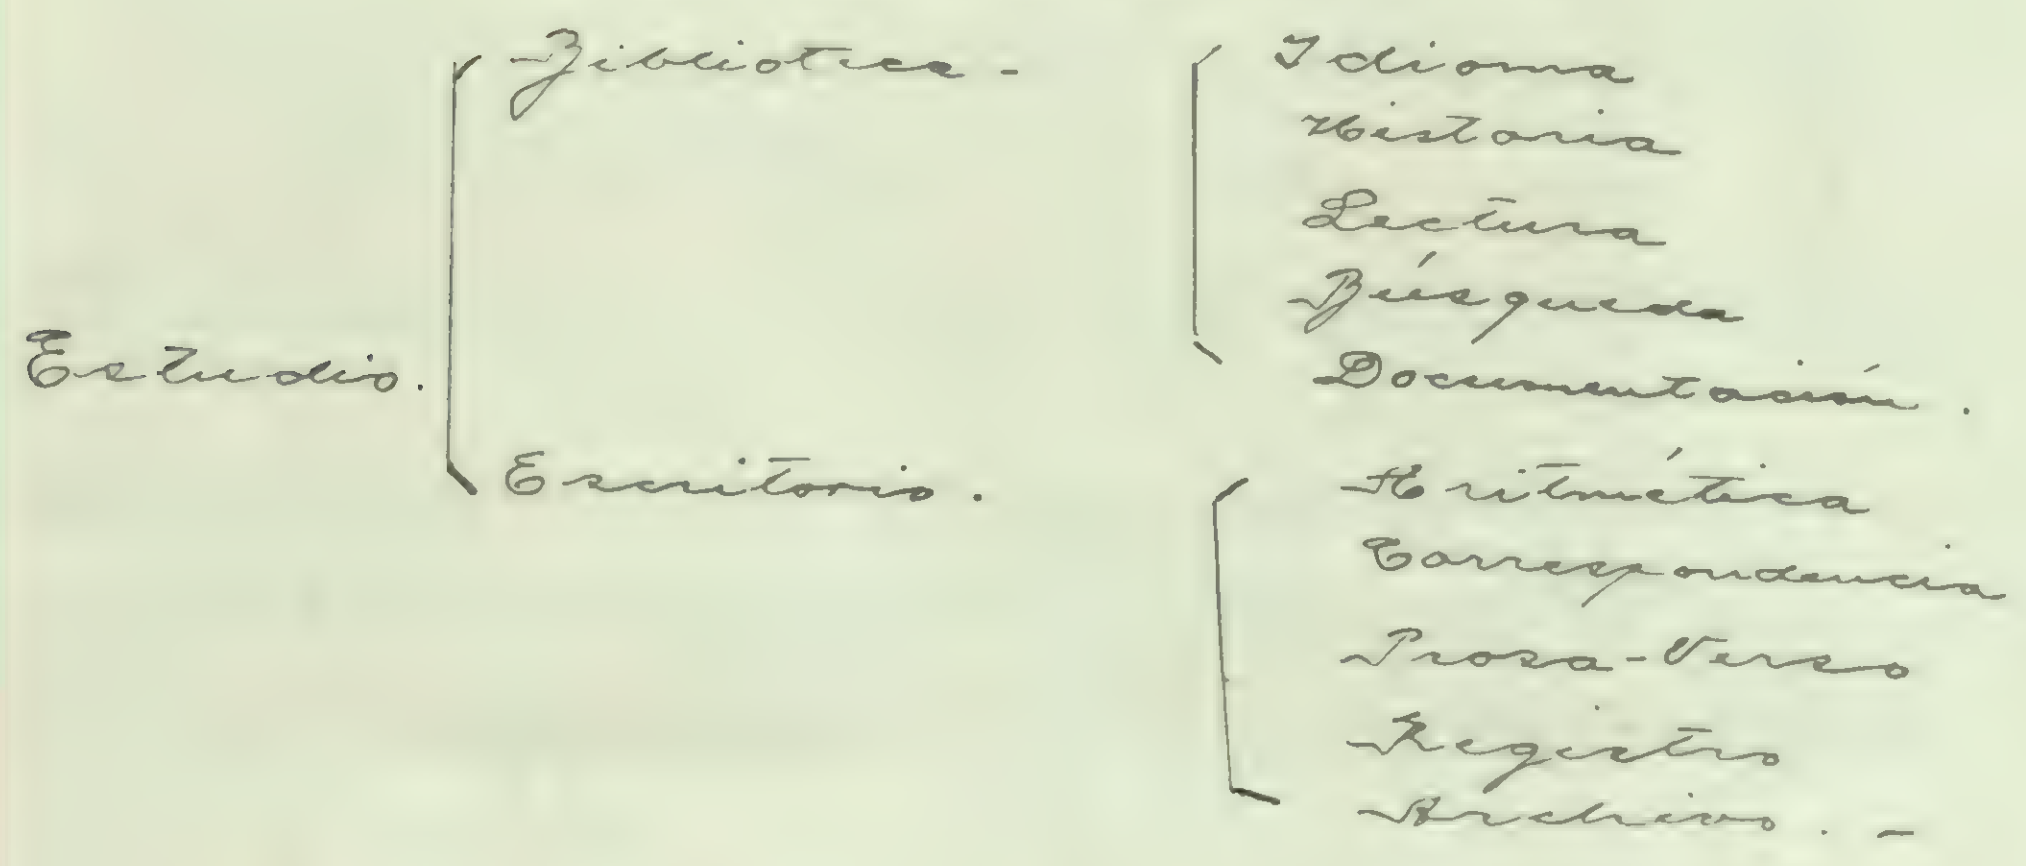 Estudio.
Biblioteca -
Idioma
Historia
Lectura
Búsqueda
Documentación.
Escritorio.
Aritmética
Correspondencia
Prosa-Verso
Registro
Archivo. -